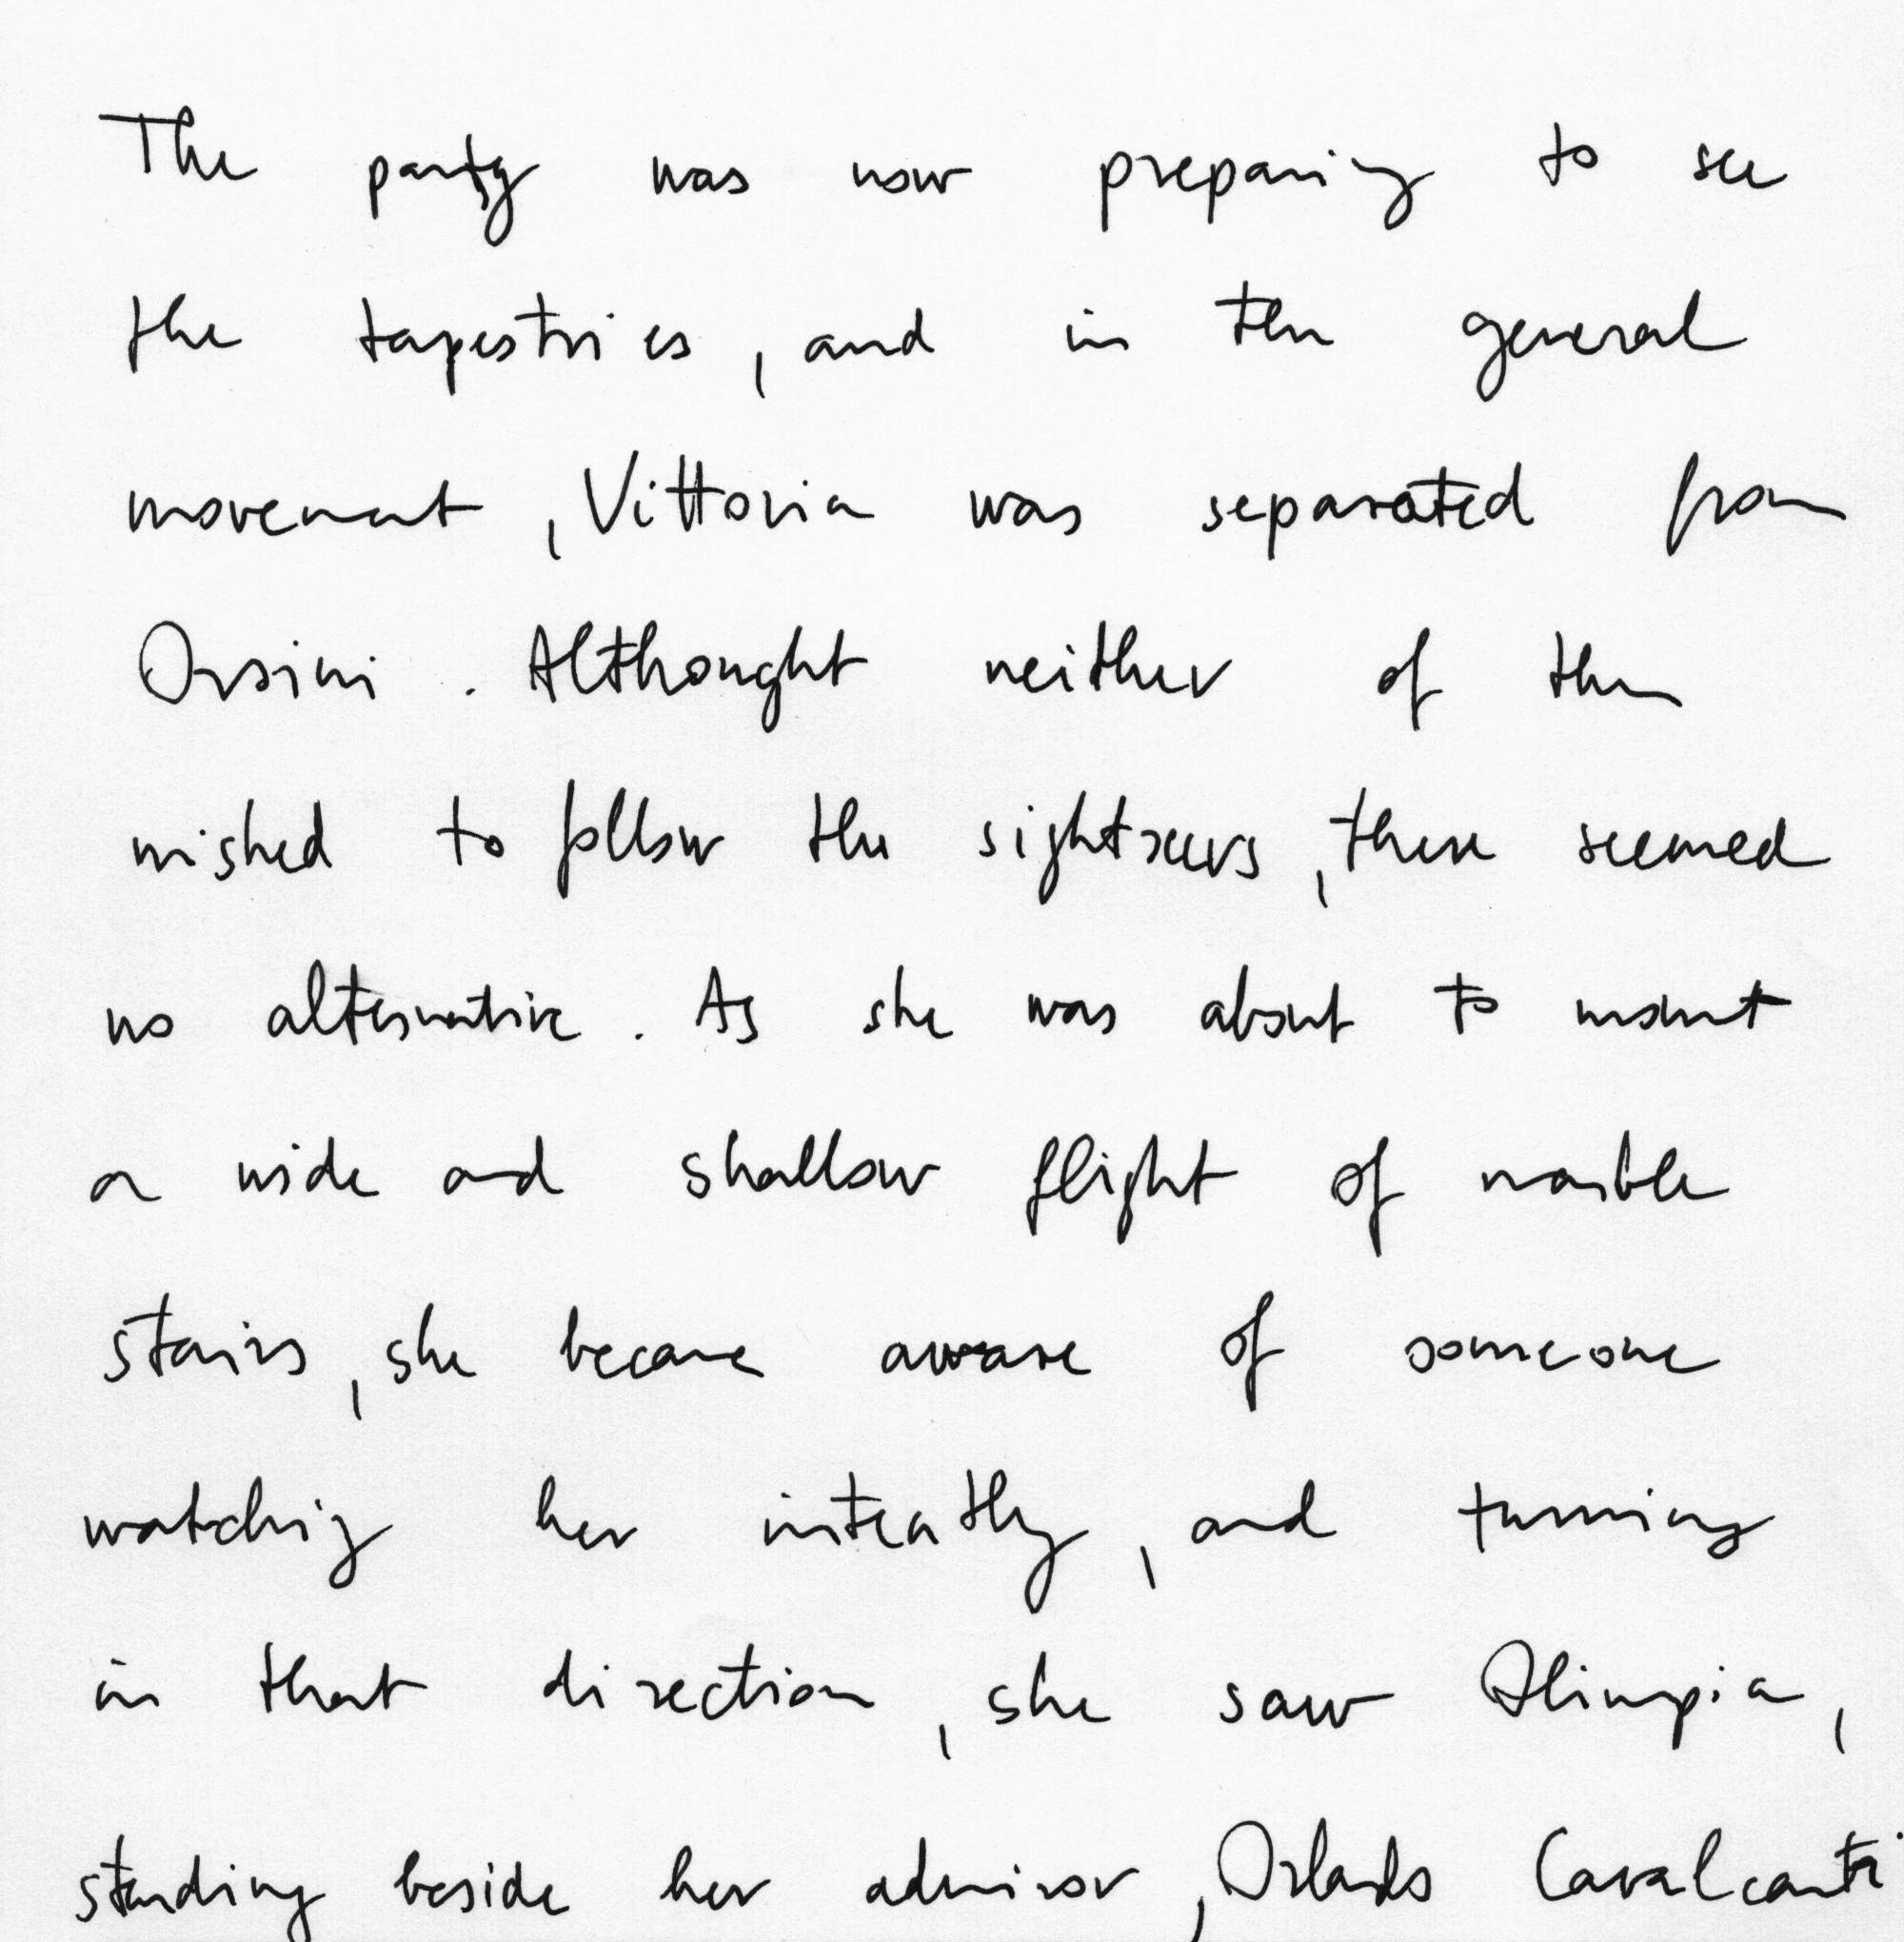 The party was now preparing to see
the tapestries, and in the general
movement, Vittoria was separated from
Orsini. Althought neither of them
wished to follow the sightseers, there seemed
no alternative. As she was about to mount
a wide and shallow flight of marble
stairs, she became aware of someone
watching her intently, and turning
in that direction, she saw Olimpia,
standing beside her admiror, Orlando Cavalcanti